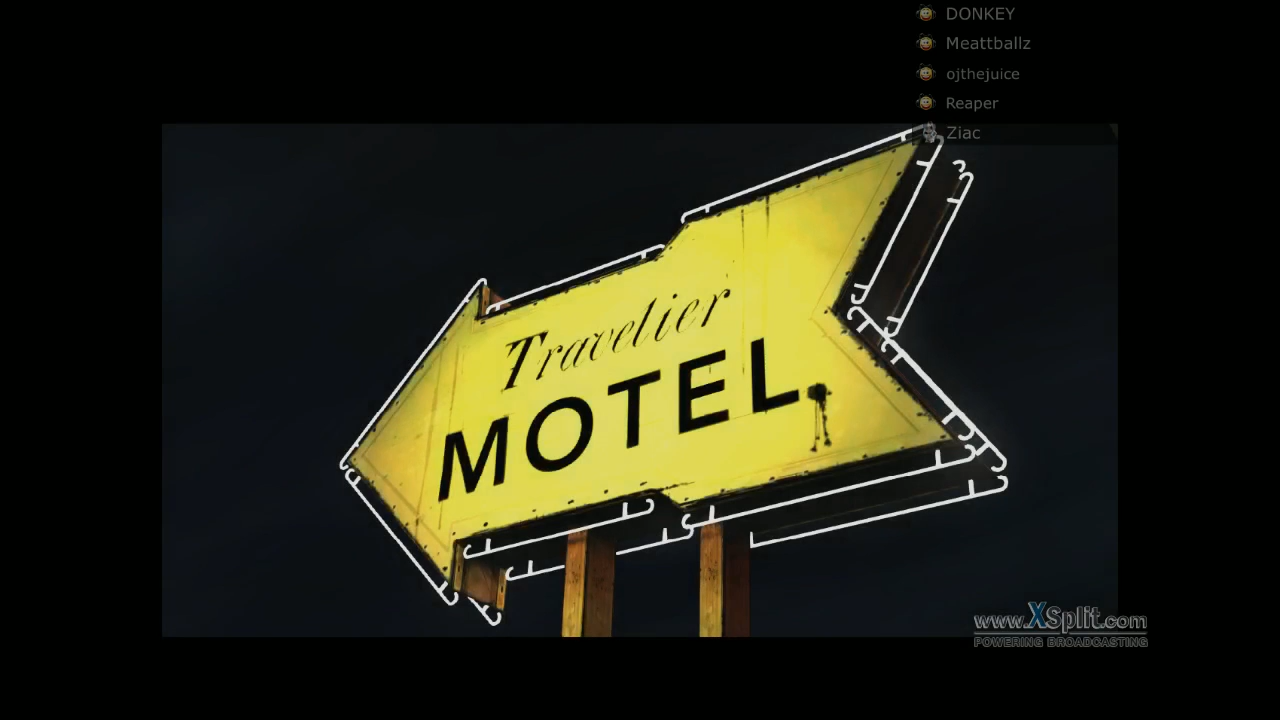 DONKEY
Meattballz
ojthejuice
Reaper
Ziac
Travelier
MOTEL
www.XSplit.com
POWERING BROADCASTING